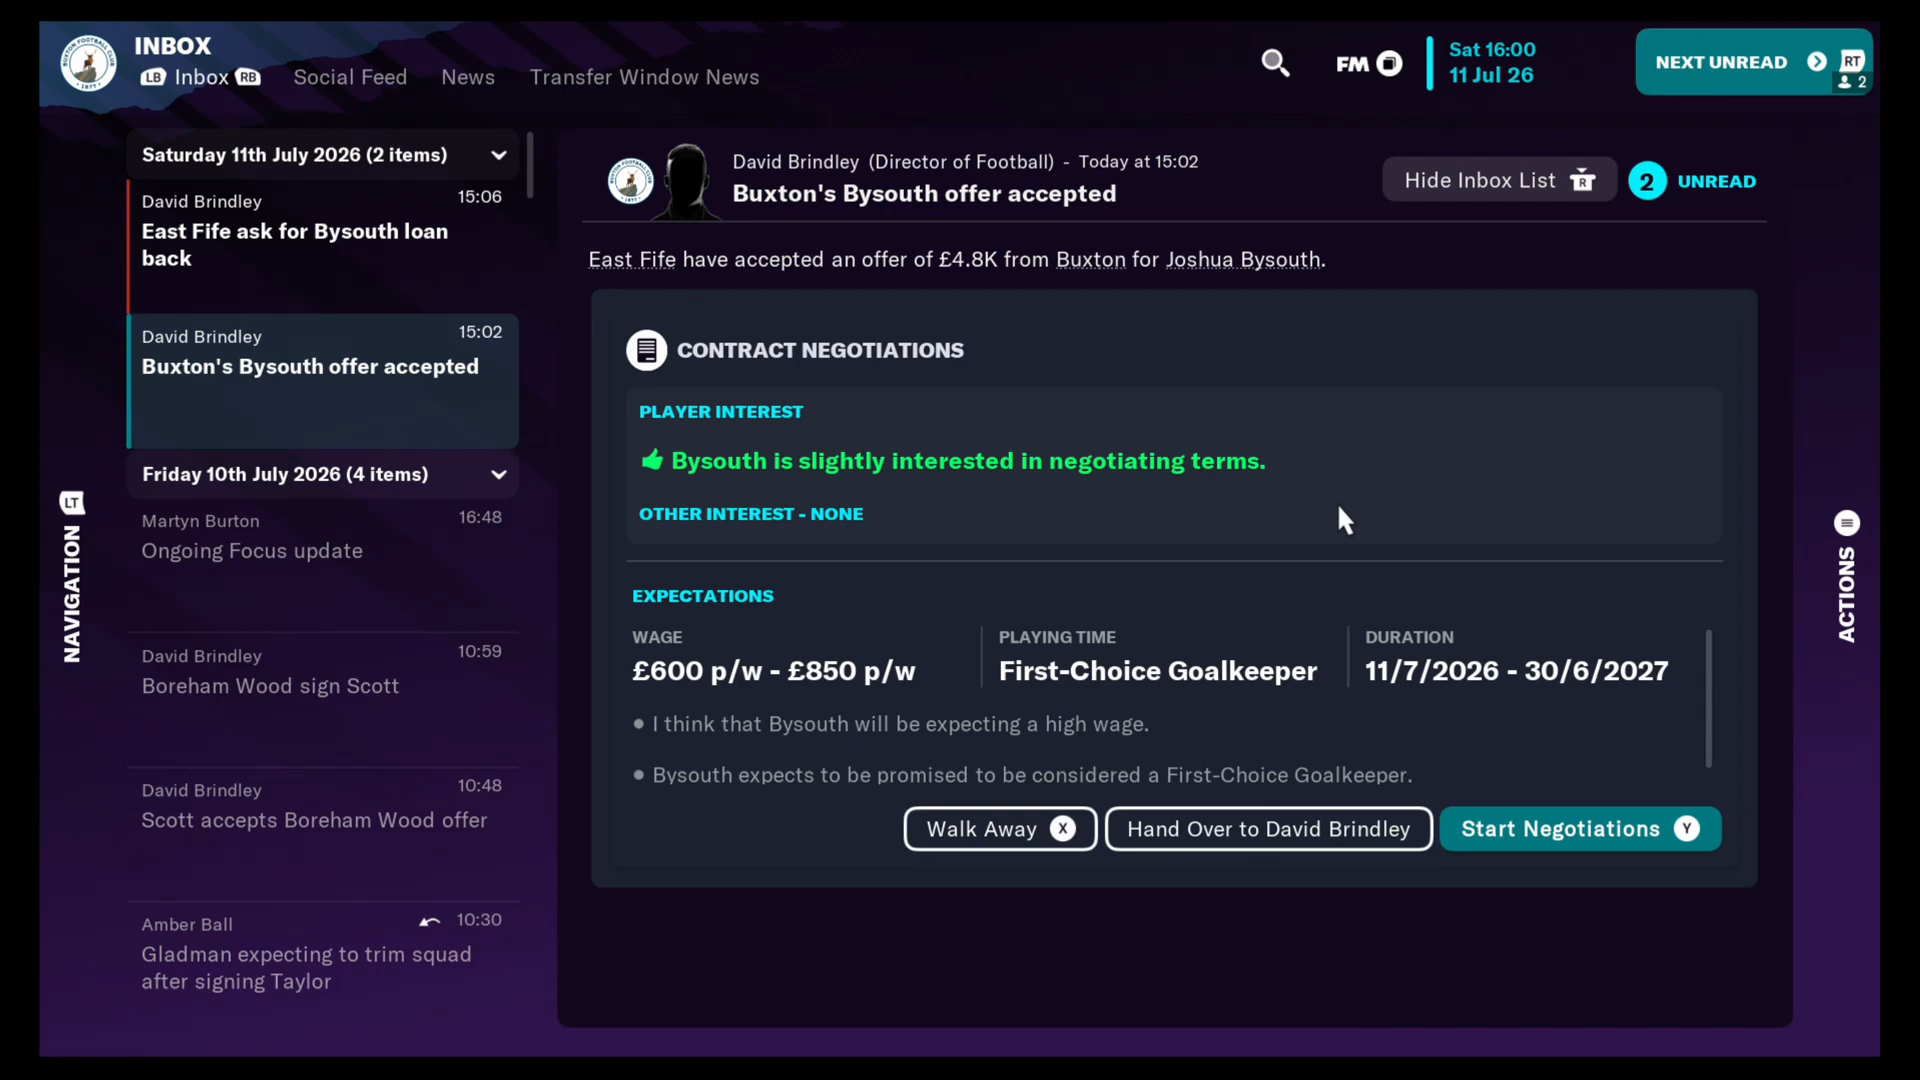 INBOX
LB Inbox RB
Social Feed
News
Transfer Window News
FM
Sat 16:00
11 Jul 26
NEXT UNREAD
RT
2
Saturday 11th July 2026 (2 items)
David Brindley 15:06
East Fife ask for Bysouth loan
back
David Brindley 15:02
Buxton's Bysouth offer accepted
Friday 10th July 2026 (4 items)
Martyn Burton 16:48
Ongoing Focus update
David Brindley 10:59
Boreham Wood sign Scott
David Brindley 10:48
Scott accepts Boreham Wood offer
Amber Ball 10:30
Gladman expecting to trim squad
after signing Taylor
LT
NAVIGATION
David Brindley (Director of Football) - Today at 15:02
Buxton's Bysouth offer accepted
Hide Inbox List R
2 UNREAD
East Fife have accepted an offer of £4.8K from Buxton for Joshua Bysouth.
CONTRACT NEGOTIATIONS
PLAYER INTEREST
Bysouth is slightly interested in negotiating terms.
OTHER INTEREST - NONE
EXPECTATIONS
WAGE
£600 p/w - £850 p/w
PLAYING TIME
First-Choice Goalkeeper
DURATION
11/7/2026 - 30/6/2027
I think that Bysouth will be expecting a high wage.
Bysouth expects to be promised to be considered a First-Choice Goalkeeper.
Walk Away X
Hand Over to David Brindley
Start Negotiations Y
ACTIONS